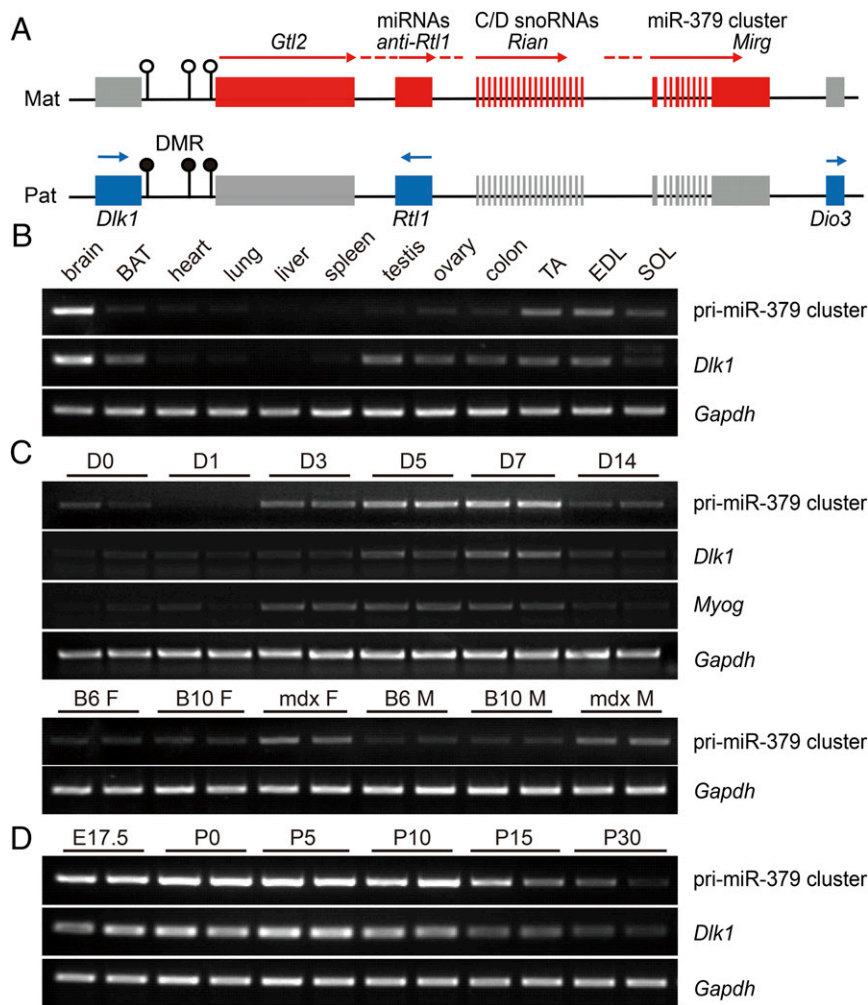 A
miRNAs C/D snoRNAs miR-379 cluster
Gtl2 anti-Rtl1 Rian Mirg
Mat
DMR
Pat
Dlk1 Rtl1 Dio3
B
brain BAT heart lung liver spleen testis ovary colon TA EDL SOL
pri-miR-379 cluster
Dlk1
Gapdh
C
D0 D1 D3 D5 D7 D14
pri-miR-379 cluster
Dlk1
Myog
Gapdh
B6 F B10 F mdx F B6 M B10 M mdx M
pri-miR-379 cluster
Gapdh
D
E17.5 P0 P5 P10 P15 P30
pri-miR-379 cluster
Dlk1
Gapdh